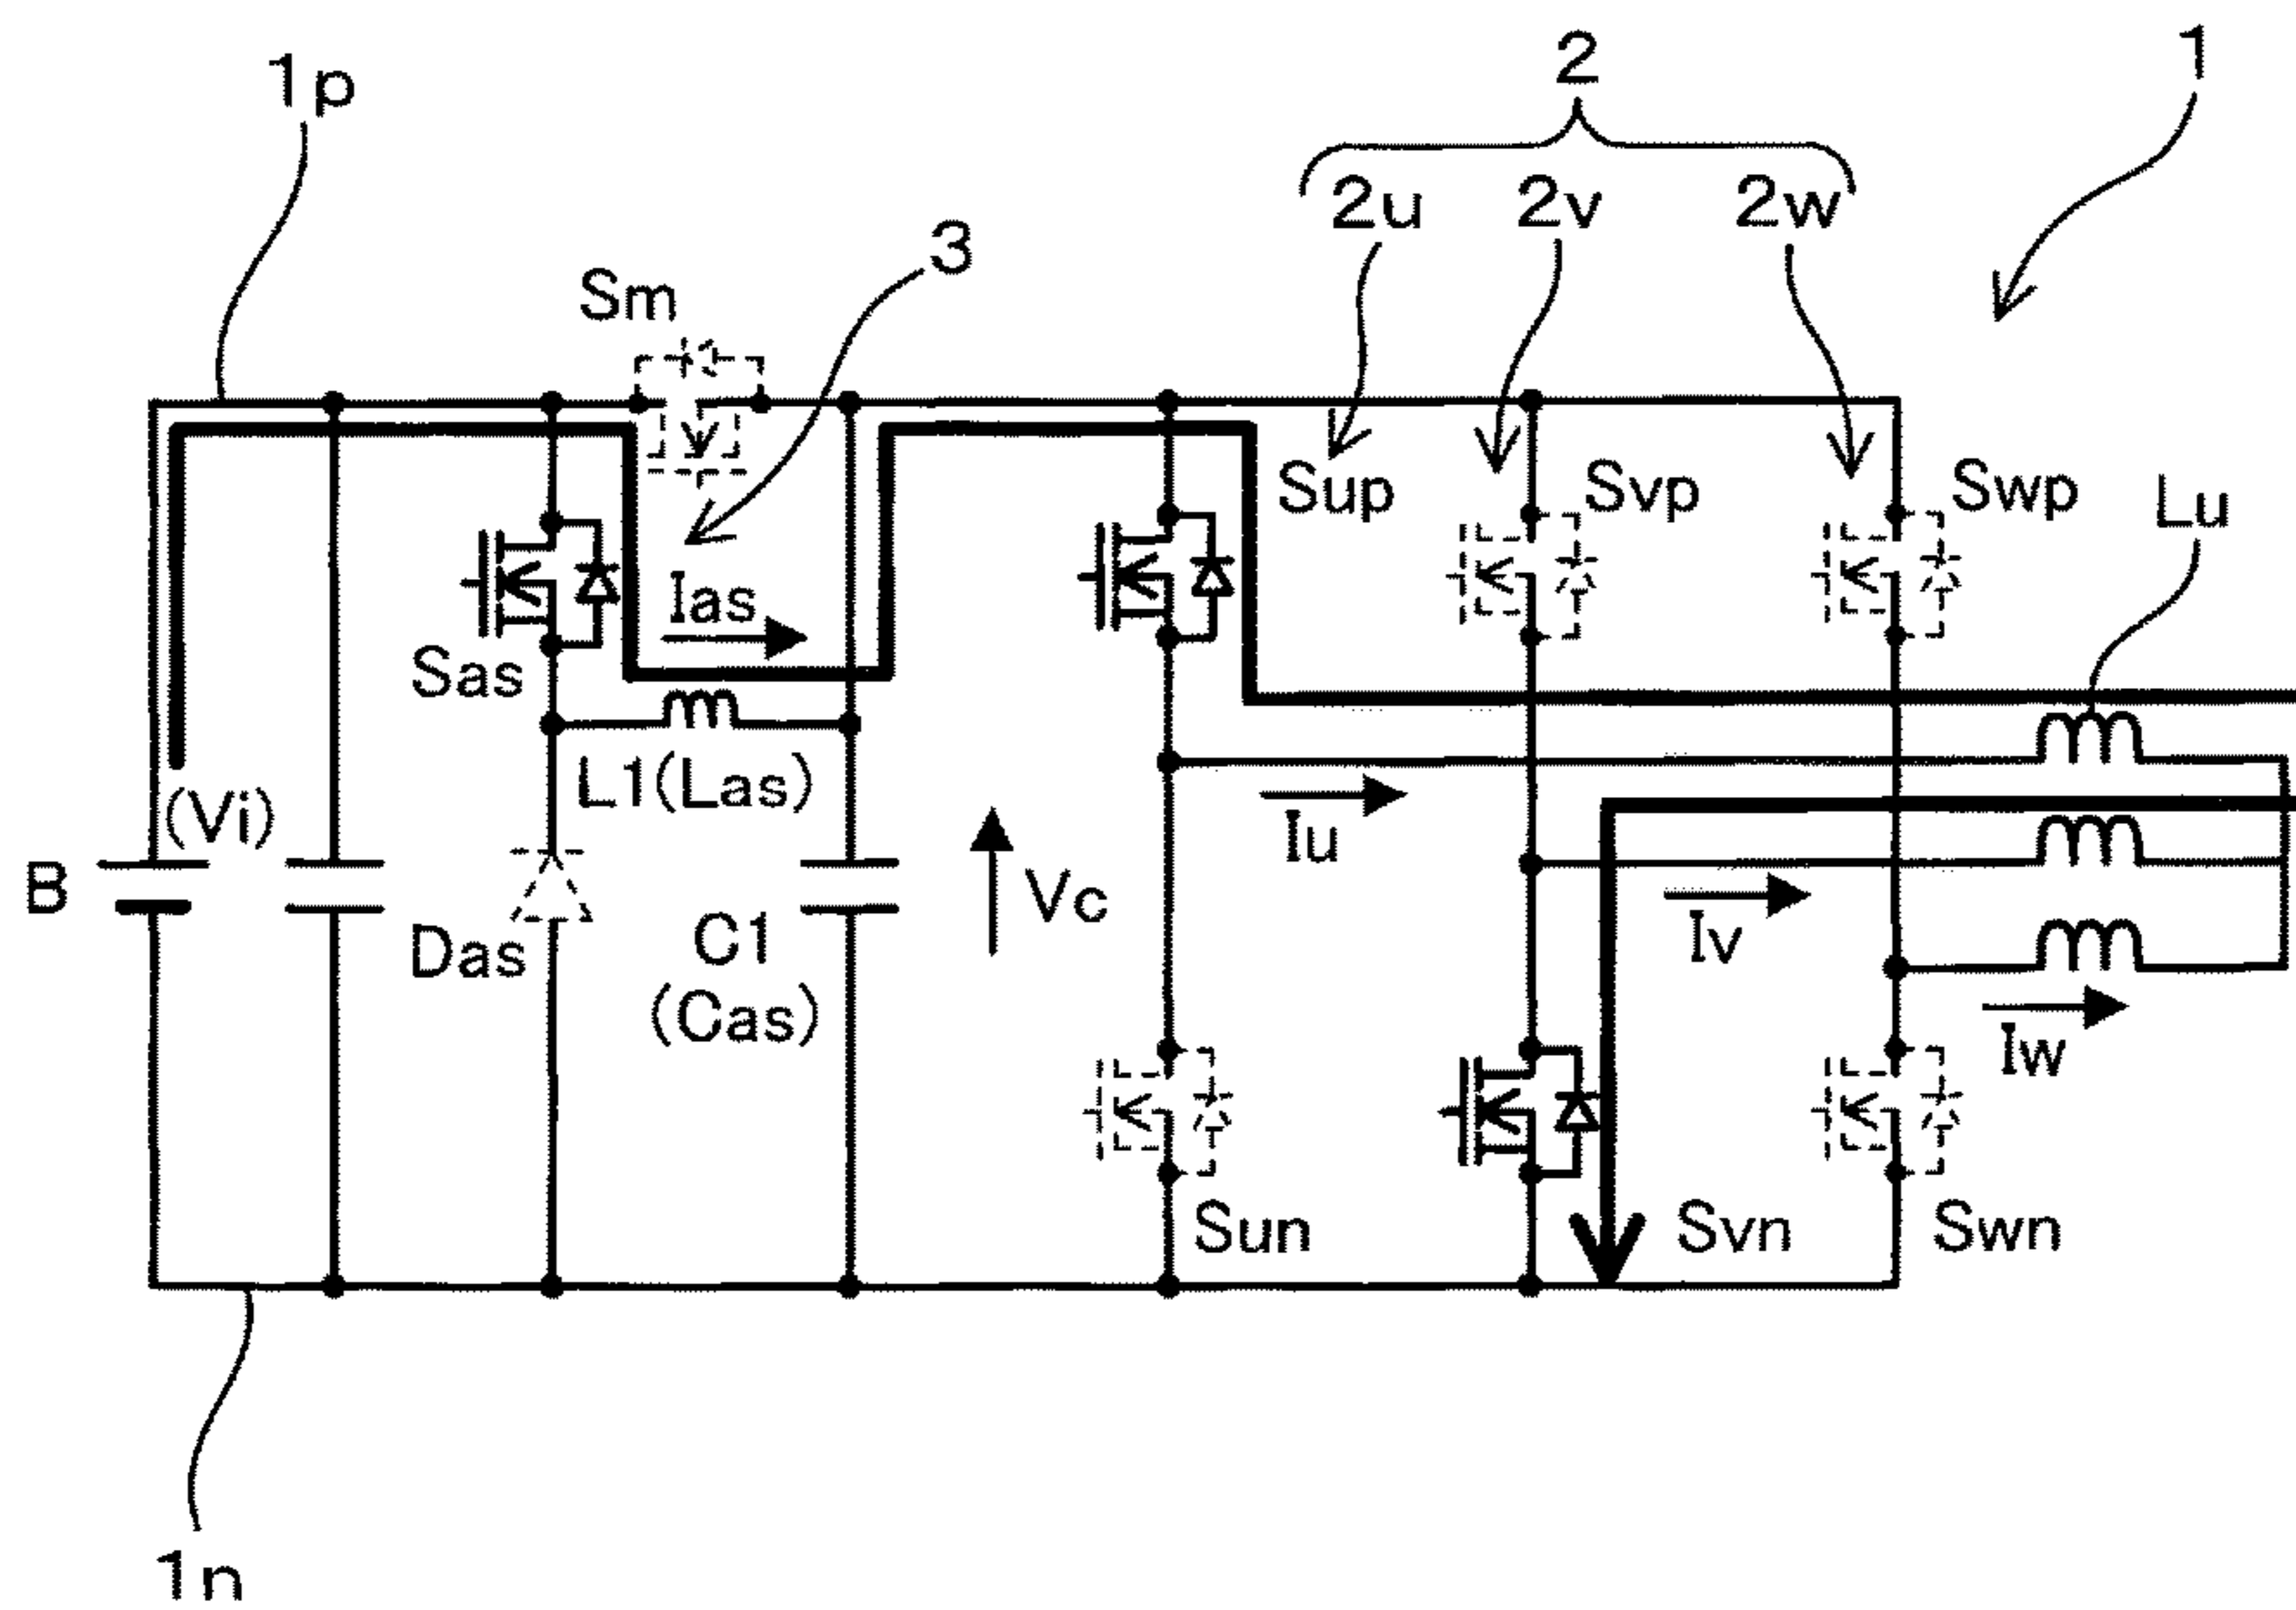 1p
2
1
2u 2v 2w
3
Sm
Sup Svp Swp Lu
Ias
Sas
L1(Las)
(Vi)
Iu
B
Vc
Das
C1
(Cas)
Iv
Iw
Sun Svn Swn
1n